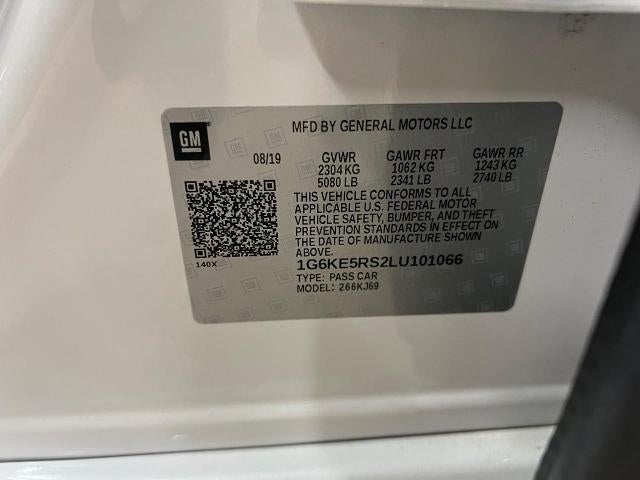 GM
MFD BY GENERAL MOTORS LLC
08/19 GVWR GAWR FRT GAWR RR
2304 KG 1062 KG 1243 KG
5080 LB 2341 LB 2740 LB
THIS VEHICLE CONFORMS TO ALL
APPLICABLE U.S. FEDERAL MOTOR
VEHICLE SAFETY, BUMPER, AND THEFT
PREVENTION STANDARDS IN EFFECT ON
THE DATE OF MANUFACTURE SHOWN
ABOVE.
140X
1G6KE5RS2LU101066
TYPE: PASS CAR
MODEL: 266KJ69